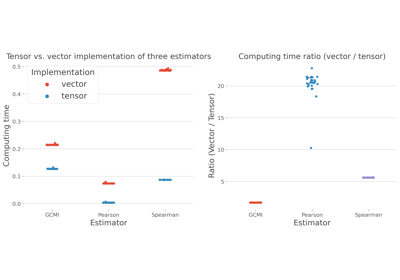 Tensor vs. vector implementation of three estimators
Implementation
vector
tensor
0.5
0.4
0.3
0.2
0.1
0.0
Computing time
GCMI
Pearson
Spearman
Estimator
Computing time ratio (vector / tensor)
20
15
10
5
Ratio (Vector / Tensor)
GCMI
Pearson
Spearman
Estimator